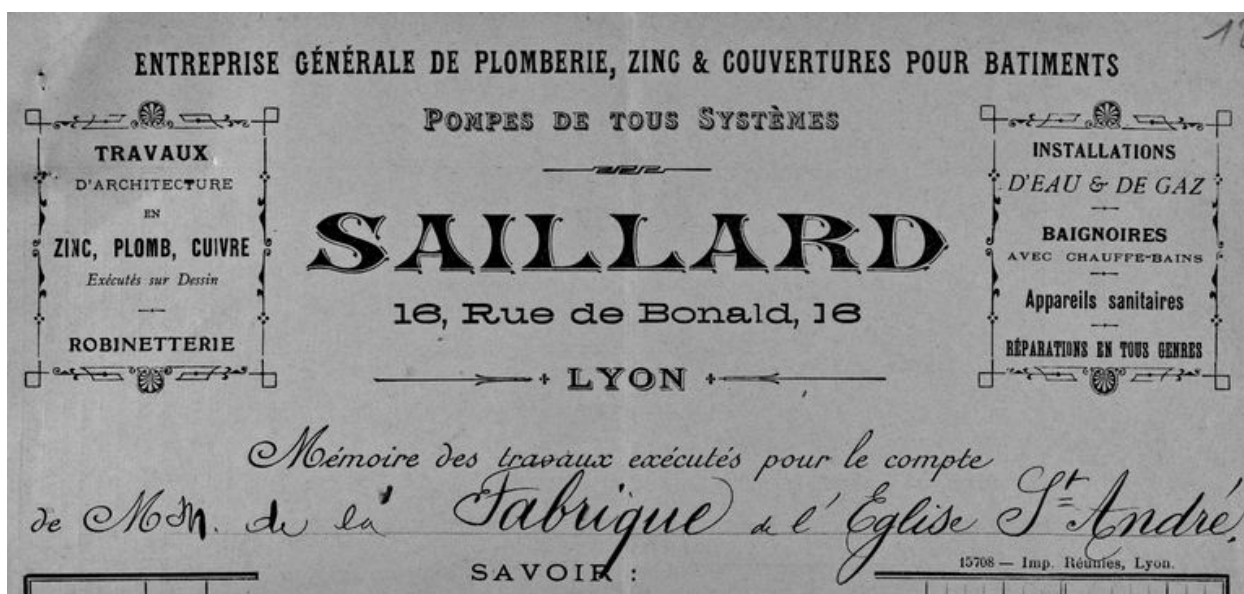 ENTREPRISE GÉNÉRALE DE PLOMBERIE, ZINC & COUVERTURES POUR BATIMENTS
POMPES DE TOUS SYSTÈMES
TRAVAUX
D'ARCHITECTURE
EN
ZINC, PLOMB, CUIVRE
Exécutés sur Dessin
ROBINETTERIE
SAILLARD
16, Rue de Bonald, 16
LYON
INSTALLATIONS
D'EAU & DE GAZ
BAIGNOIRES
AVEC CHAUFFE-BAINS
Appareils sanitaires
RÉPARATIONS EN TOUS GENRES
Mémoire des travaux exécutés pour le compte
de MM. de la Fabrique de l'Eglise St André.
SAVOIR :
15708 — Imp. Réunies, Lyon.